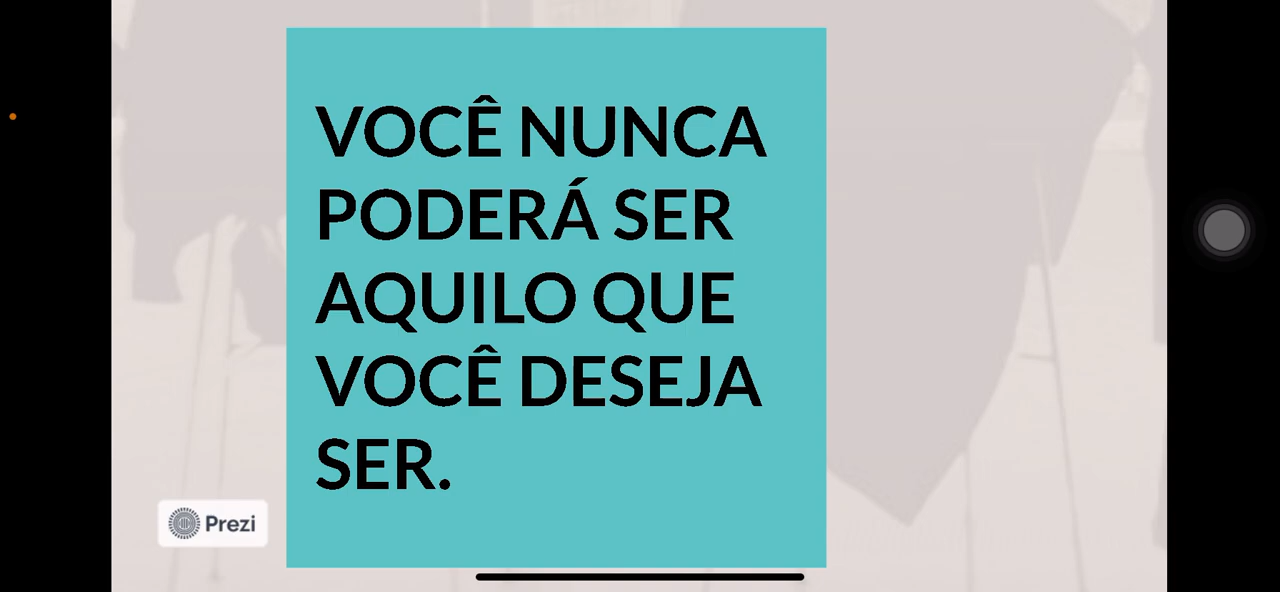 VOCÊ NUNCA
PODERÁ SER
AQUILO QUE
VOCÊ DESEJA
SER.
Prezi